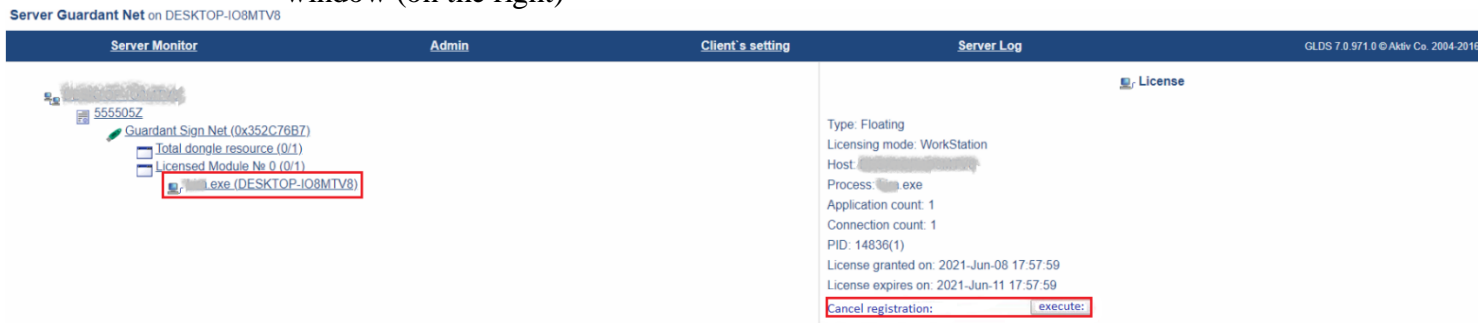 window (on the right)
Server Guardant Net on DESKTOP-IO8MTV8
Server Monitor Admin Client`s setting Server Log GLDS 7.0.971.0 © Aktiv Co. 2004-2016
555505Z
Guardant Sign Net (0x352C76B7)
Total dongle resource (0/1)
Licensed Module № 0 (0/1)
.exe (DESKTOP-IO8MTV8)
License
Type: Floating
Licensing mode: WorkStation
Host:
Process: .exe
Application count: 1
Connection count: 1
PID: 14836(1)
License granted on: 2021-Jun-08 17:57:59
License expires on: 2021-Jun-11 17:57:59
Cancel registration: execute: